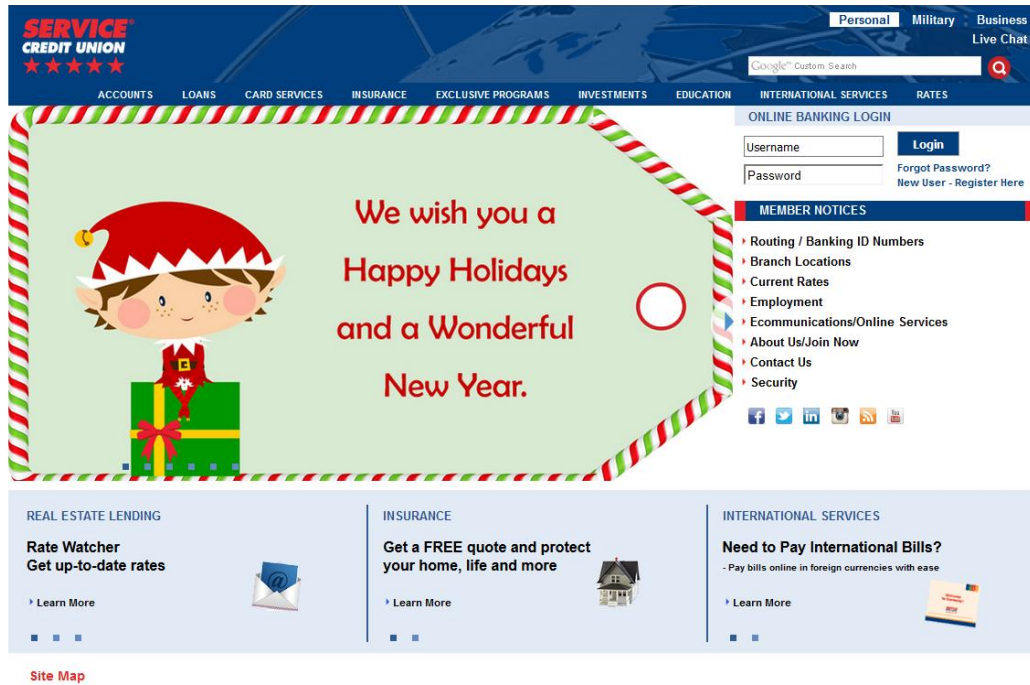 SERVICE
CREDIT UNION
Personal Military Business
Live Chat
Google™ Custom Search
ACCOUNTS LOANS CARD SERVICES INSURANCE EXCLUSIVE PROGRAMS INVESTMENTS EDUCATION INTERNATIONAL SERVICES RATES
We wish you a
Happy Holidays
and a Wonderful
New Year.
ONLINE BANKING LOGIN
Username
Login
Password
Forgot Password?
New User - Register Here
MEMBER NOTICES
Routing / Banking ID Numbers
Branch Locations
Current Rates
Employment
Ecommunications/Online Services
About Us/Join Now
Contact Us
Security
REAL ESTATE LENDING
Rate Watcher
Get up-to-date rates
Learn More
INSURANCE
Get a FREE quote and protect
your home, life and more
Learn More
INTERNATIONAL SERVICES
Need to Pay International Bills?
- Pay bills online in foreign currencies with ease
Learn More
Site Map